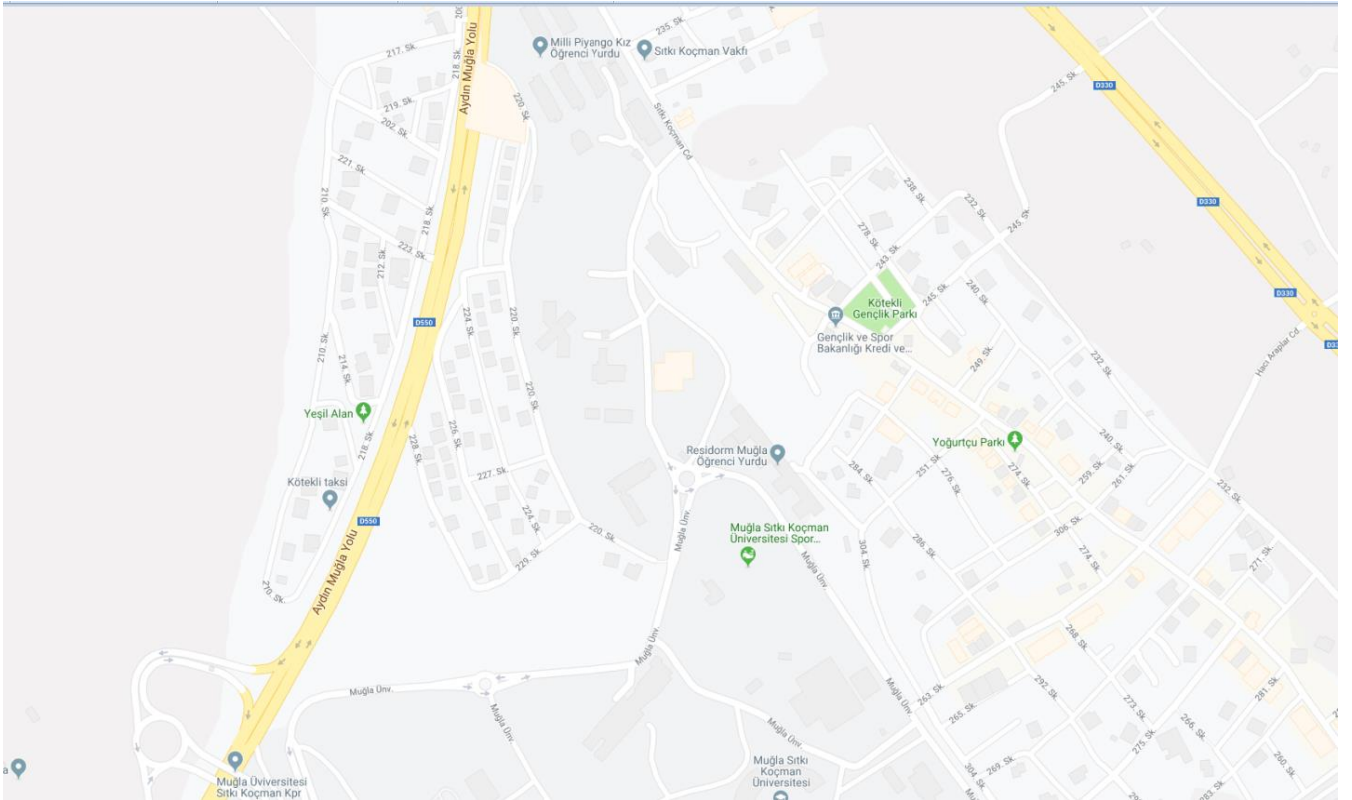 200
235. Sk.
Milli Piyango Kız
Öğrenci Yurdu
Sıtkı Koçman Vakfı
217. Sk.
218. Sk.
Aydın Muğla Yolu
245. Sk.
D330
219. Sk.
220. Sk.
Sıtkı Koçman Cd
202. Sk.
221. Sk.
210. Sk.
238. Sk.
232. Sk.
D330
218. Sk.
245. Sk.
278. Sk.
223. Sk.
212. Sk.
243. Sk.
240. Sk.
D330
245. Sk.
Kötekli
Gençlik Parkı
D550
224. Sk.
220. Sk.
Gençlik ve Spor
Bakanlığı Kredi ve...
210. Sk.
Hacı Araplar Cd
D33
249. Sk.
232. Sk.
214. Sk.
220. Sk.
Yeşil Alan
218. Sk.
228. Sk.
226. Sk.
Yoğurtçu Parkı
240. Sk.
Residorm Muğla
Öğrenci Yurdu
284. Sk.
251. Sk.
276. Sk.
274. Sk.
259. Sk.
261. Sk.
227. Sk.
Kötekli taksi
232. Sk.
D550
224. Sk.
220. Sk.
Muğla Ünv.
Muğla Sıtkı Koçman
Üniversitesi Spor...
306. Sk.
304. Sk.
286. Sk.
274. Sk.
271. Sk.
229. Sk.
Muğla Ünv.
210. Sk.
Aydın Muğla Yolu
Muğla Ünv.
268. Sk.
Muğla Ünv.
Muğla Ünv.
263. Sk.
292. Sk.
281. Sk.
265. Sk.
273. Sk.
266. Sk.
Muğla Ünv.
Muğla Ünv.
275. Sk.
260. Sk.
Muğla Üviversitesi
Sıtkı Koçman Kpr
Muğla Sıtkı
Koçman
Üniversitesi
304. Sk.
269. Sk.
283. Sk.